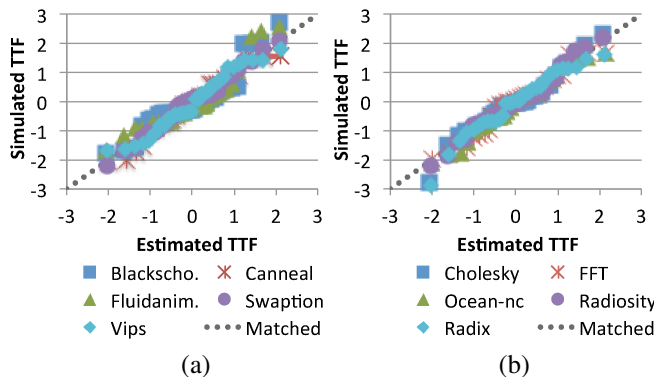 3
2
1
0
-1
-2
-3
Simulated TTF
-3 -2 -1 0 1 2 3
Estimated TTF
Blackscho. Canneal
Fluidanim. Swaption
Vips Matched
(a)
3
2
1
0
-1
-2
-3
Simulated TTF
-3 -2 -1 0 1 2 3
Estimated TTF
Cholesky FFT
Ocean-nc Radiosity
Radix Matched
(b)